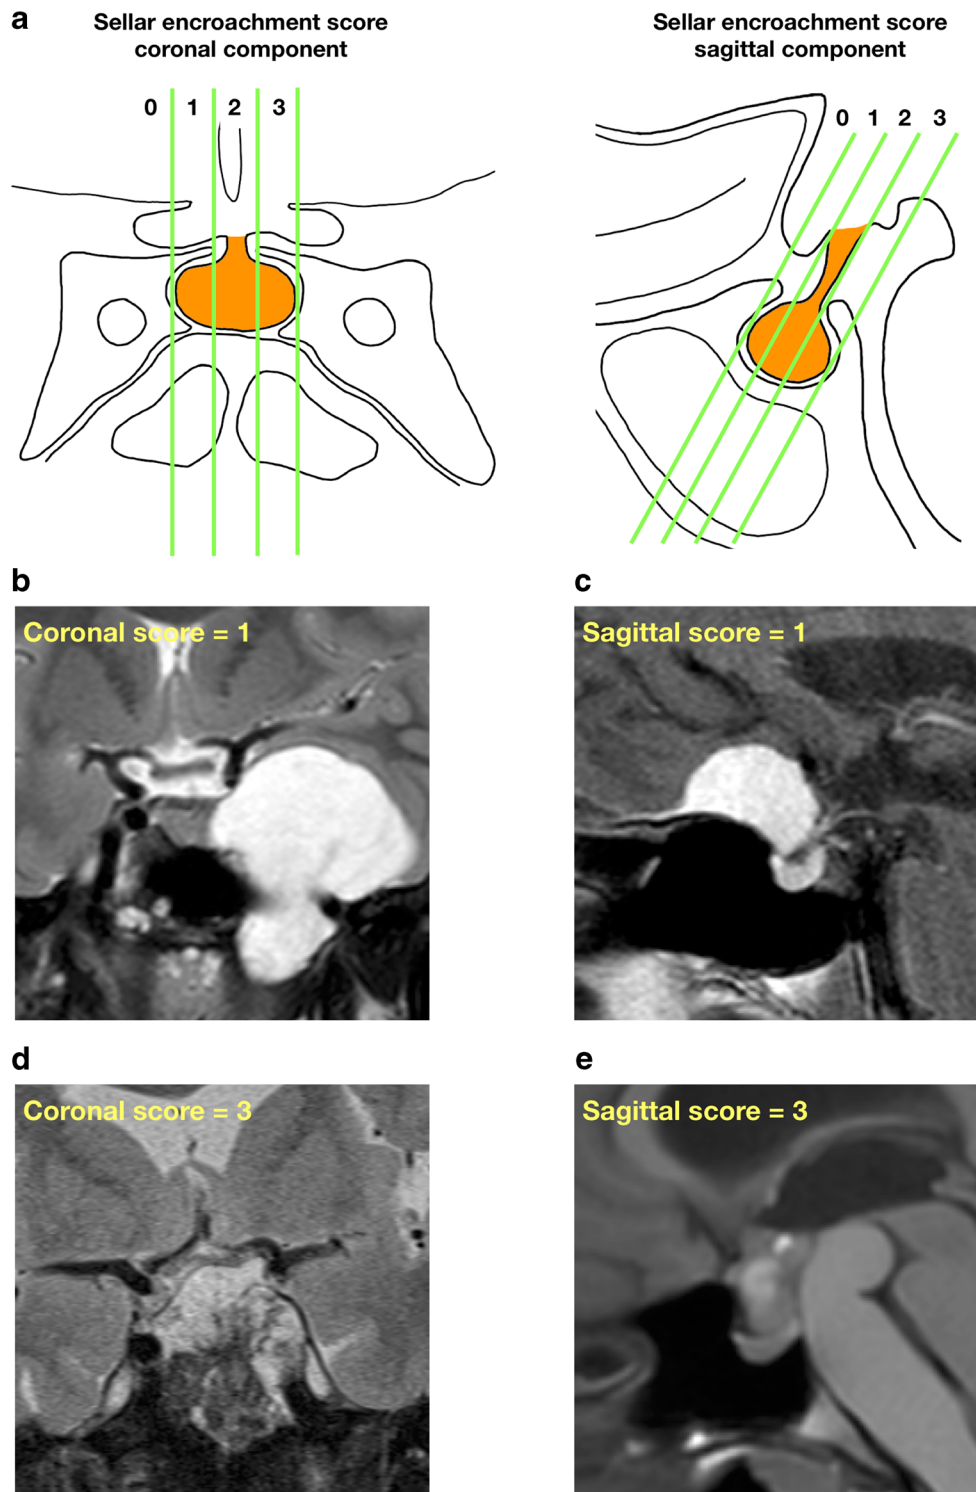 a
Sellar encroachment score
coronal component
Sellar encroachment score
sagittal component
0 1 2 3
0 1 2 3
b
Coronal score = 1
c
Sagittal score = 1
d
Coronal score = 3
e
Sagittal score = 3